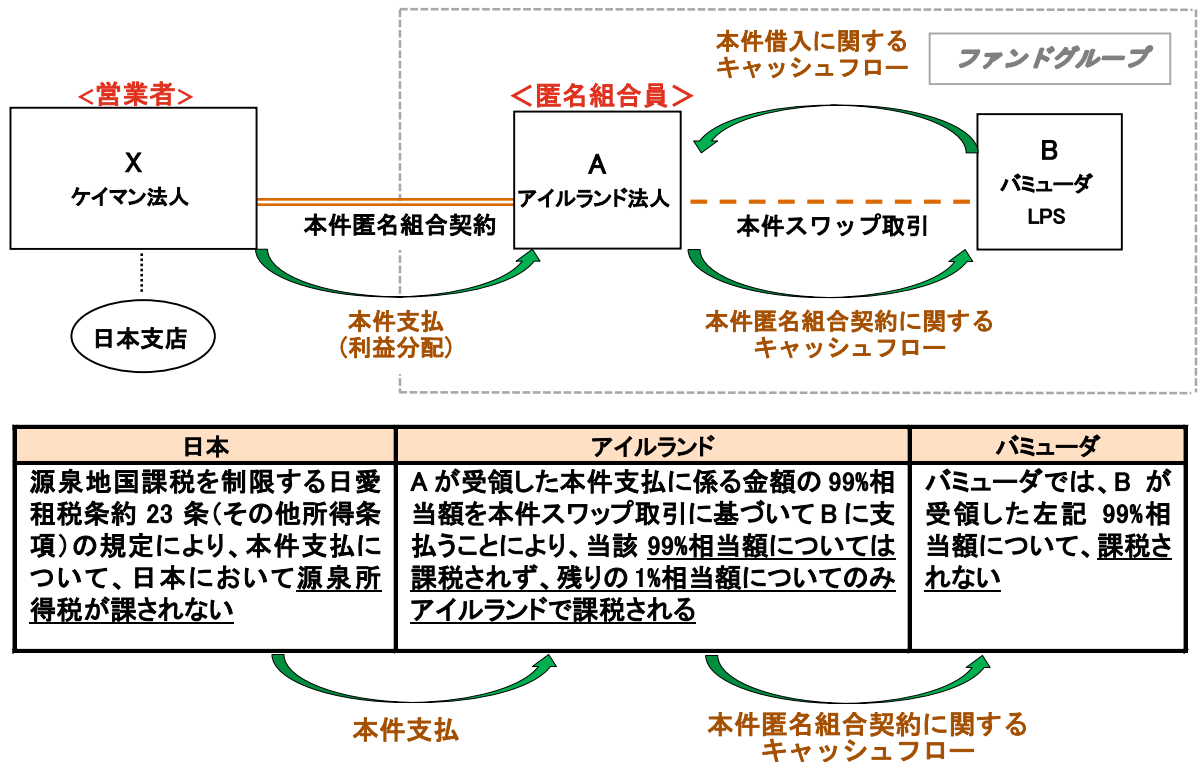 本件借入に関する
キャッシュフロー
ファンドグループ
<営業者>
<匿名組合員>
X
ケイマン法人
A
アイルランド法人
B
バミューダ
LPS
本件匿名組合契約
本件スワップ取引
日本支店
本件支払
(利益分配)
本件匿名組合契約に関する
キャッシュフロー
日本
源泉地国課税を制限する日愛
租税条約 23 条(その他所得条
項)の規定により、本件支払に
ついて、日本において源泉所
得税が課されない
アイルランド
A が受領した本件支払に係る金額の 99%相
当額を本件スワップ取引に基づいて B に支
払うことにより、当該 99%相当額については
課税されず、残りの 1%相当額についてのみ
アイルランドで課税される
バミューダ
バミューダでは、B が
受領した左記 99%相
当額について、課税さ
れない
本件支払
本件匿名組合契約に関する
キャッシュフロー